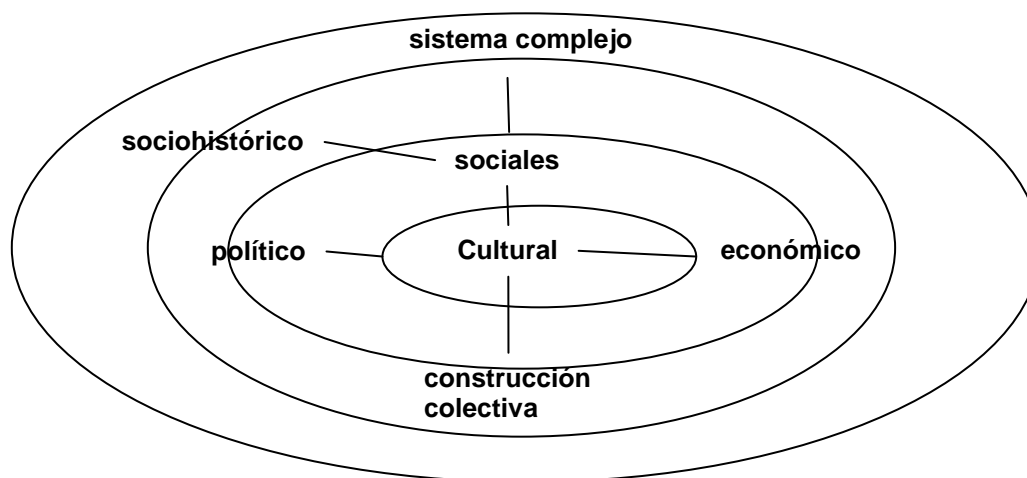 sistema complejo
sociohistórico
sociales
político
Cultural
económico
construcción
colectiva